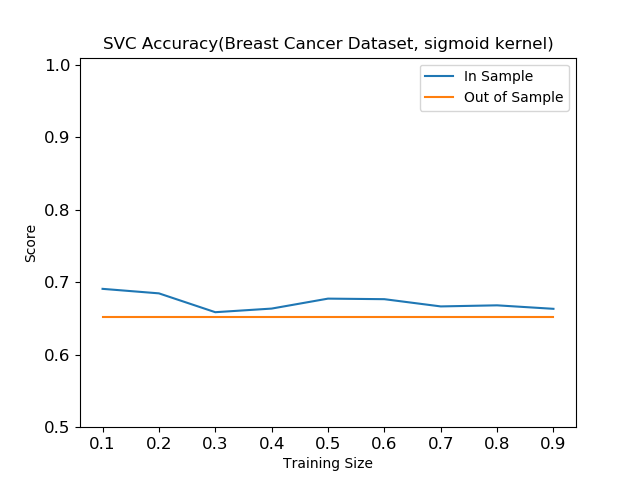 SVC Accuracy(Breast Cancer Dataset, sigmoid kernel)
1.0
0.9
0.8
0.7
0.6
0.5
Score
In Sample
Out of Sample
0.1 0.2 0.3 0.4 0.5 0.6 0.7 0.8 0.9
Training Size